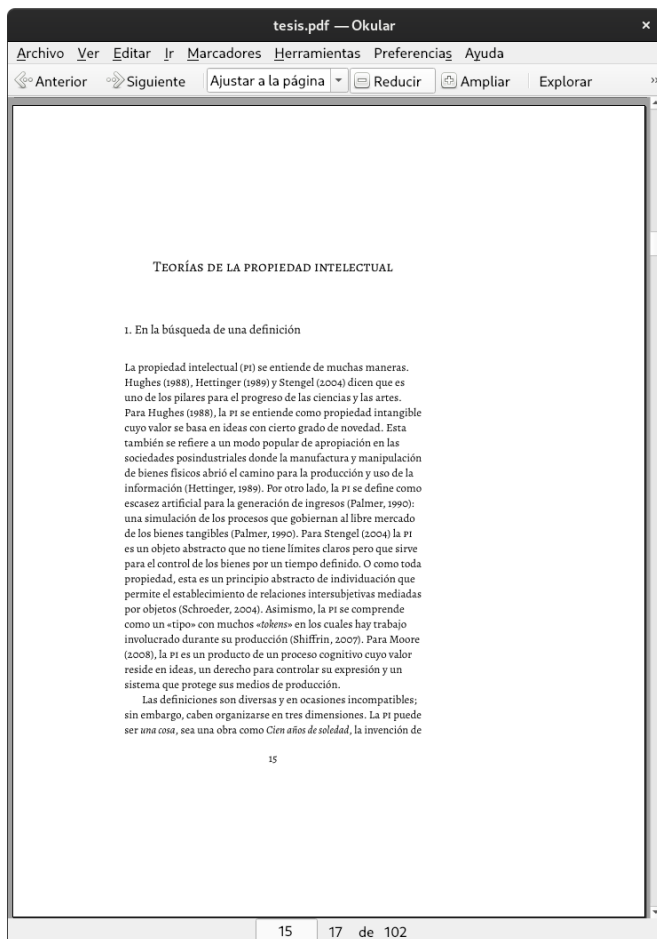 tesis.pdf — Okular
Archivo Ver Editar Ir Marcadores Herramientas Preferencias Ayuda
Anterior Siguiente Ajustar a la página Reducir Ampliar Explorar
Teorías de la propiedad intelectual
1. En la búsqueda de una definición
La propiedad intelectual (PI) se entiende de muchas maneras.
Hughes (1988), Hettinger (1989) y Stengel (2004) dicen que es
uno de los pilares para el progreso de las ciencias y las artes.
Para Hughes (1988), la PI se entiende como propiedad intangible
cuyo valor se basa en ideas con cierto grado de novedad. Esta
también se refiere a un modo popular de apropiación en las
sociedades posindustriales donde la manufactura y manipulación
de bienes físicos abrió el camino para la producción y uso de la
información (Hettinger, 1989). Por otro lado, la PI se define como
escasez artificial para la generación de ingresos (Palmer, 1990):
una simulación de los procesos que gobiernan al libre mercado
de los bienes tangibles (Palmer, 1990). Para Stengel (2004) la PI
es un objeto abstracto que no tiene límites claros pero que sirve
para el control de los bienes por un tiempo definido. O como toda
propiedad, esta es un principio abstracto de individuación que
permite el establecimiento de relaciones intersubjetivas mediadas
por objetos (Schroeder, 2004). Asimismo, la PI se comprende
como un «tipo» con muchos «tokens» en los cuales hay trabajo
involucrado durante su producción (Shiffrin, 2007). Para Moore
(2008), la PI es un producto de un proceso cognitivo cuyo valor
reside en ideas, un derecho para controlar su expresión y un
sistema que protege sus medios de producción.
Las definiciones son diversas y en ocasiones incompatibles;
sin embargo, caben organizarse en tres dimensiones. La PI puede
ser una cosa, sea una obra como Cien años de soledad, la invención de
15
15 17 de 102